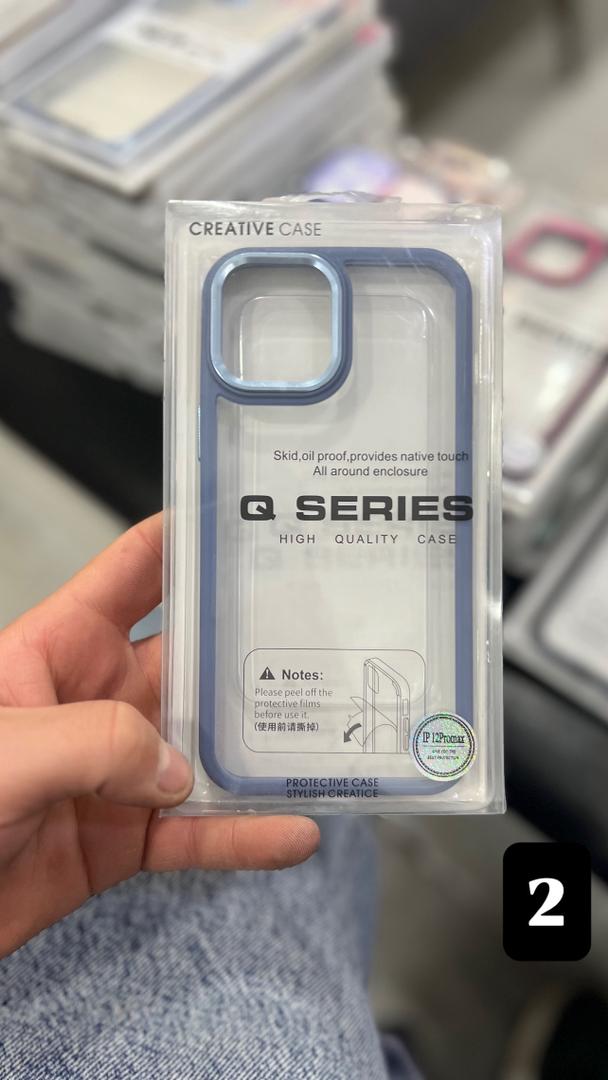 CREATIVE CASE
Skid,oil proof,provides native touch
All around enclosure
Q SERIES
HIGH QUALITY CASE
Notes:
Please peel off the
protective films
before use it.
(使用前请撕掉)
IP 12Promax
BEST PROTECTION
PROTECTIVE CASE
STYLISH CREATICE
2